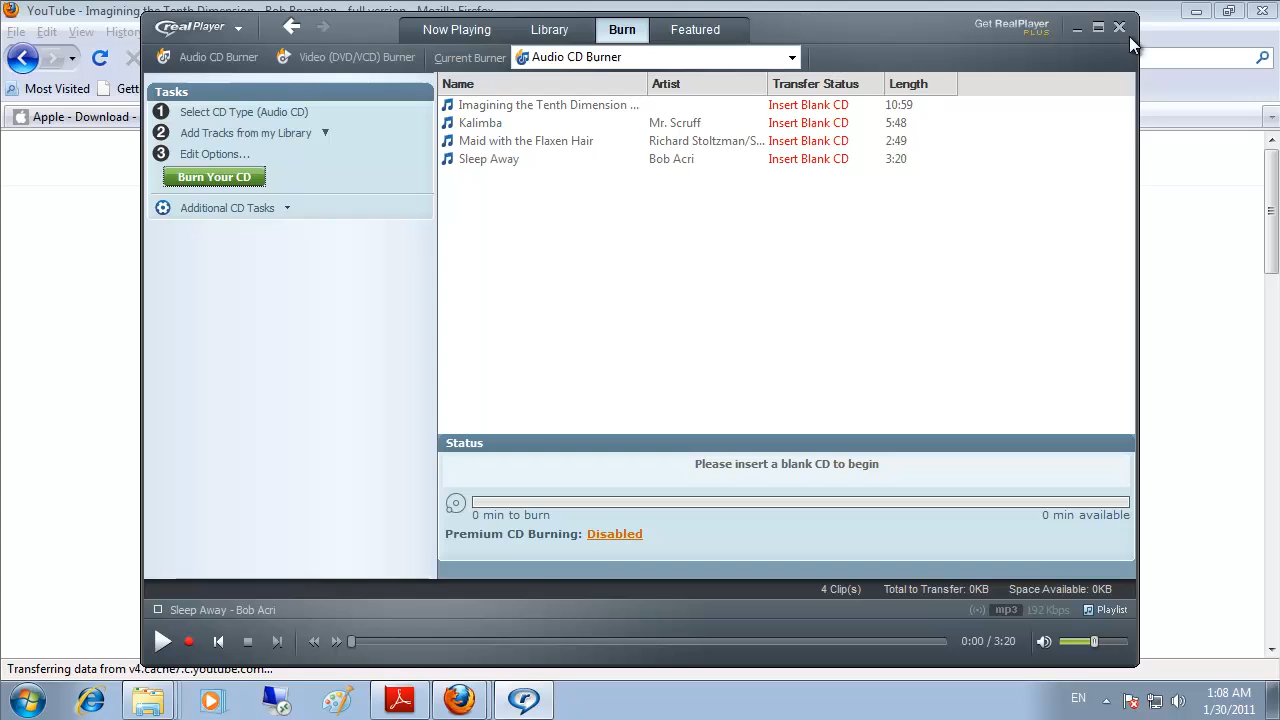 YouTube - Imagining the Tenth Dimension - Rob Bryanton - full version - Mozilla Firefox
File Edit View History
realPlayer
Now Playing Library Burn Featured
Get RealPlayer
PLUS
Audio CD Burner Video (DVD/VCD) Burner Current Burner Audio CD Burner
Most Visited Gett
Apple - Download -
Tasks
1 Select CD Type (Audio CD)
2 Add Tracks from my Library
3 Edit Options...
Burn Your CD
Additional CD Tasks
Name Artist Transfer Status Length
Imagining the Tenth Dimension ... Insert Blank CD 10:59
Kalimba Mr. Scruff Insert Blank CD 5:48
Maid with the Flaxen Hair Richard Stoltzman/S... Insert Blank CD 2:49
Sleep Away Bob Acri Insert Blank CD 3:20
Status
Please insert a blank CD to begin
0 min to burn 0 min available
Premium CD Burning: Disabled
4 Clip(s) Total to Transfer: 0KB Space Available: 0KB
Sleep Away - Bob Acri mp3 192 Kbps Playlist
0:00 / 3:20
Transferring data from v4.cache7.c.youtube.com...
EN 1:08 AM
1/30/2011